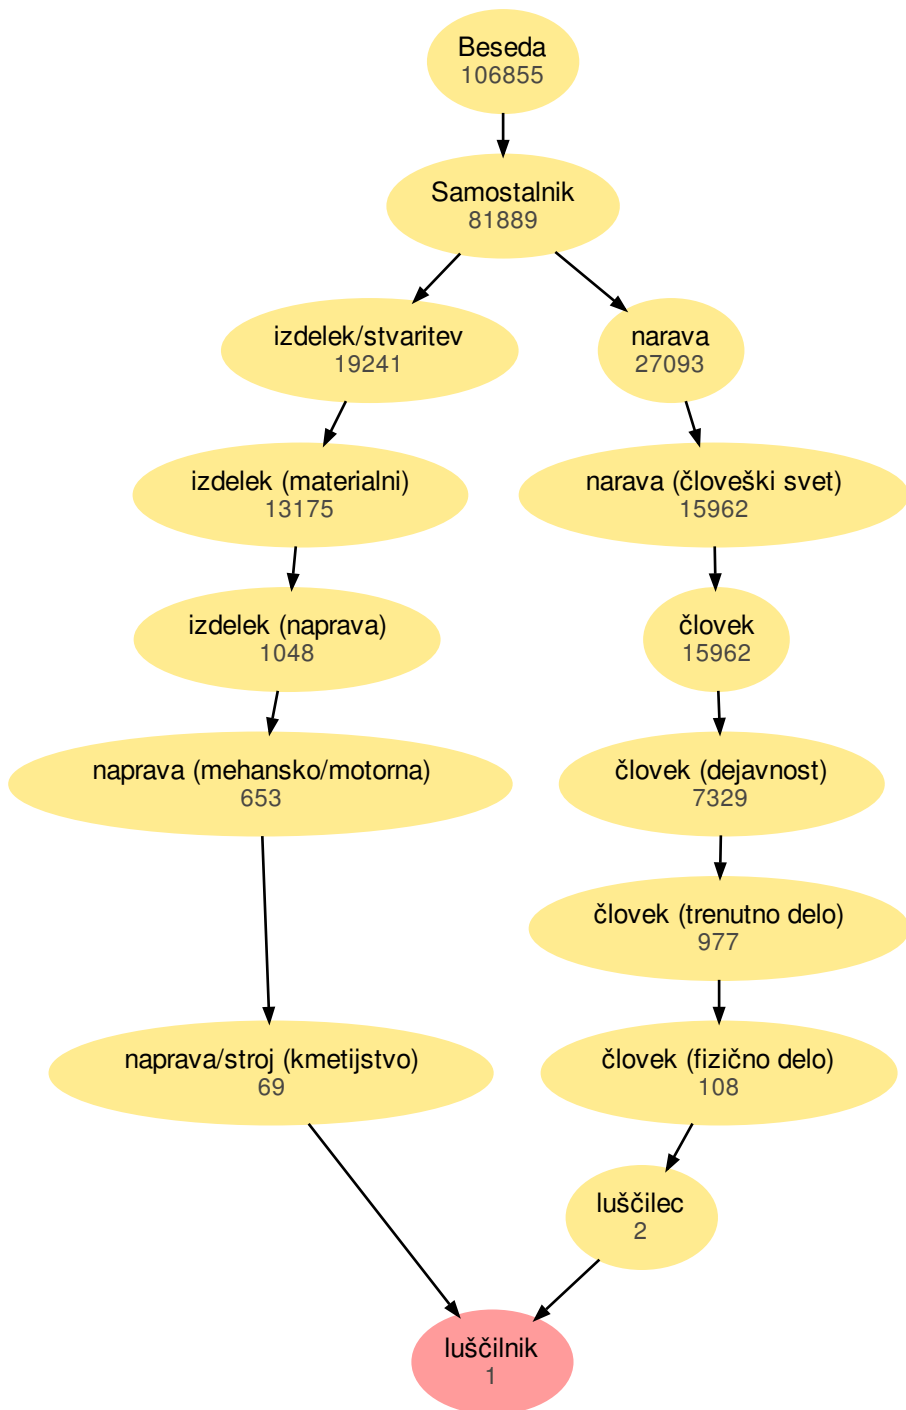 Beseda
106855
Samostalnik
81889
izdelek/stvaritev
19241
narava
27093
izdelek (materialni)
13175
narava (človeški svet)
15962
izdelek (naprava)
1048
človek
15962
naprava (mehansko/motorna)
653
človek (dejavnost)
7329
človek (trenutno delo)
977
naprava/stroj (kmetijstvo)
69
človek (fizično delo)
108
luščilec
2
luščilnik
1